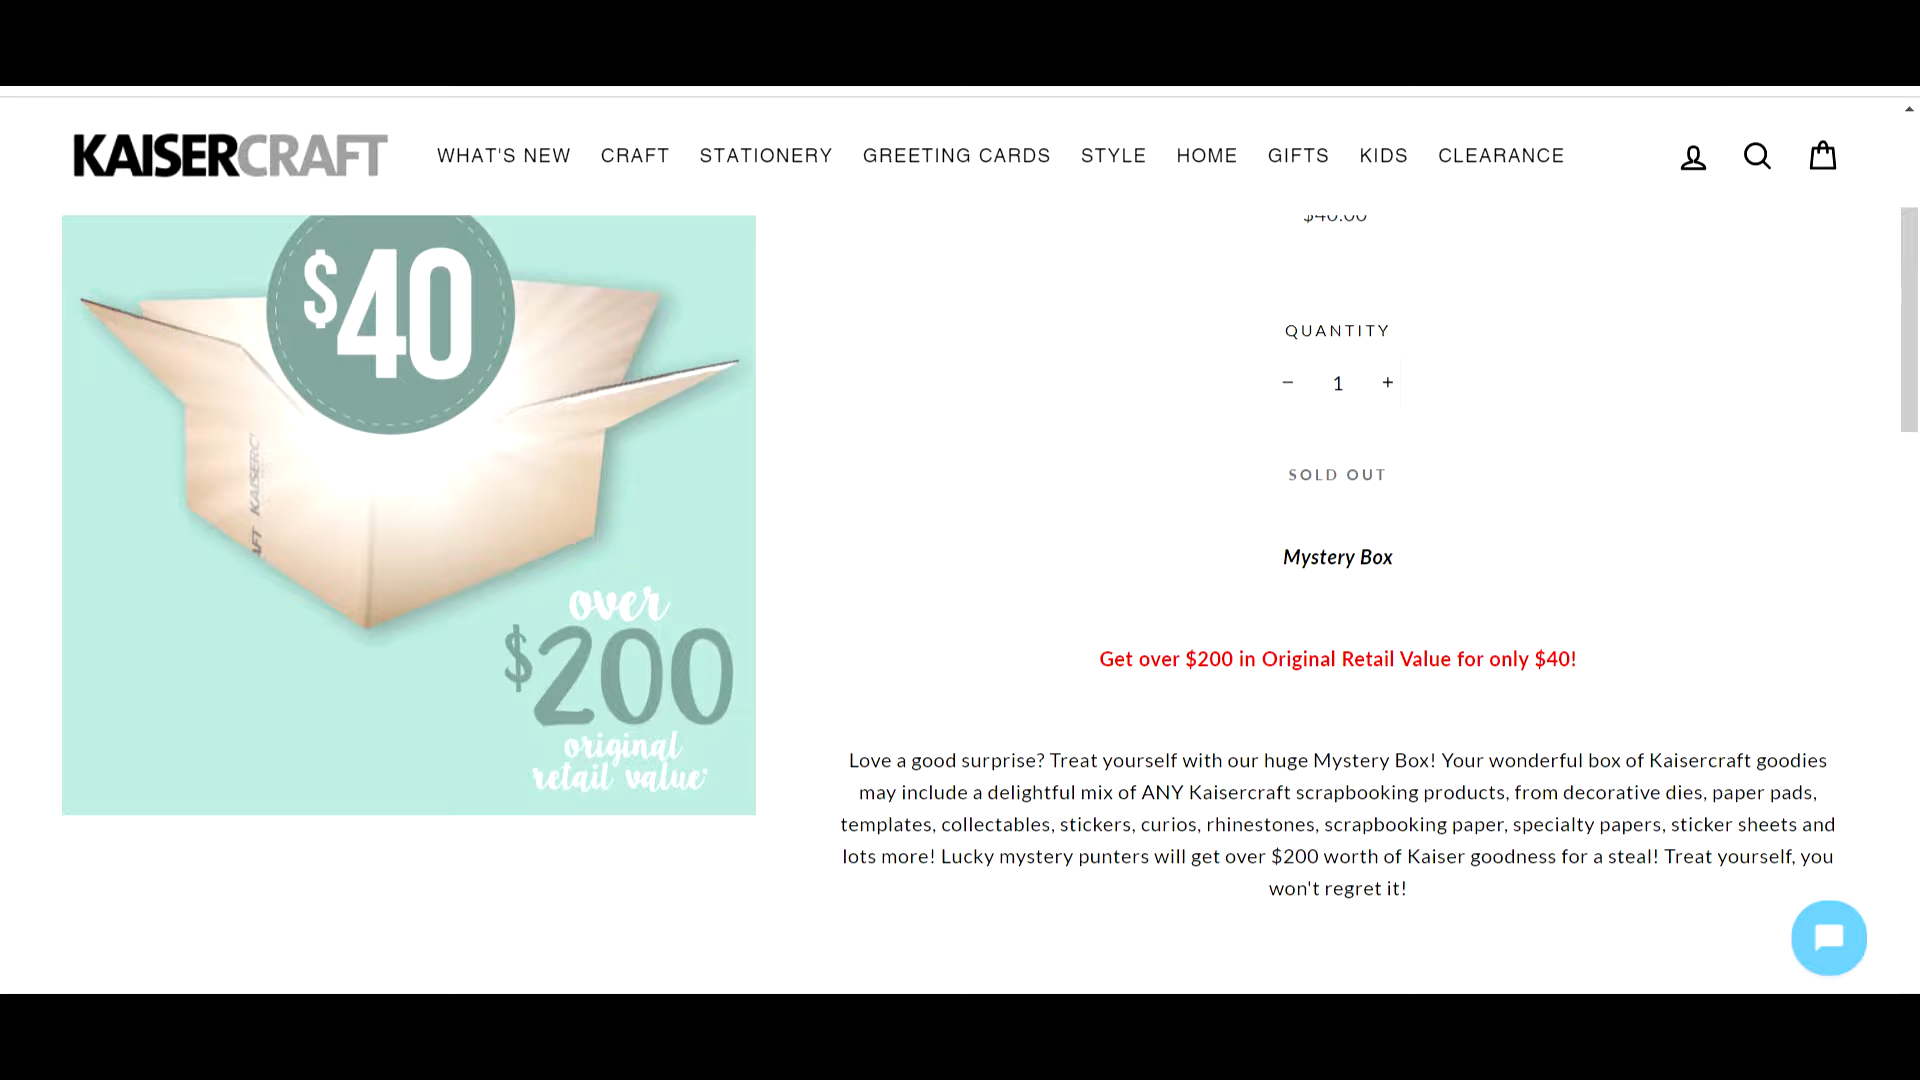 KAISERCRAFT
WHAT'S NEW CRAFT STATIONERY GREETING CARDS STYLE HOME GIFTS KIDS CLEARANCE
$40
over
$200
original
retail value*
$40.00
QUANTITY
− 1 +
SOLD OUT
Mystery Box
Get over $200 in Original Retail Value for only $40!
Love a good surprise? Treat yourself with our huge Mystery Box! Your wonderful box of Kaisercraft goodies
may include a delightful mix of ANY Kaisercraft scrapbooking products, from decorative dies, paper pads,
templates, collectables, stickers, curios, rhinestones, scrapbooking paper, specialty papers, sticker sheets and
lots more! Lucky mystery punters will get over $200 worth of Kaiser goodness for a steal! Treat yourself, you
won't regret it!